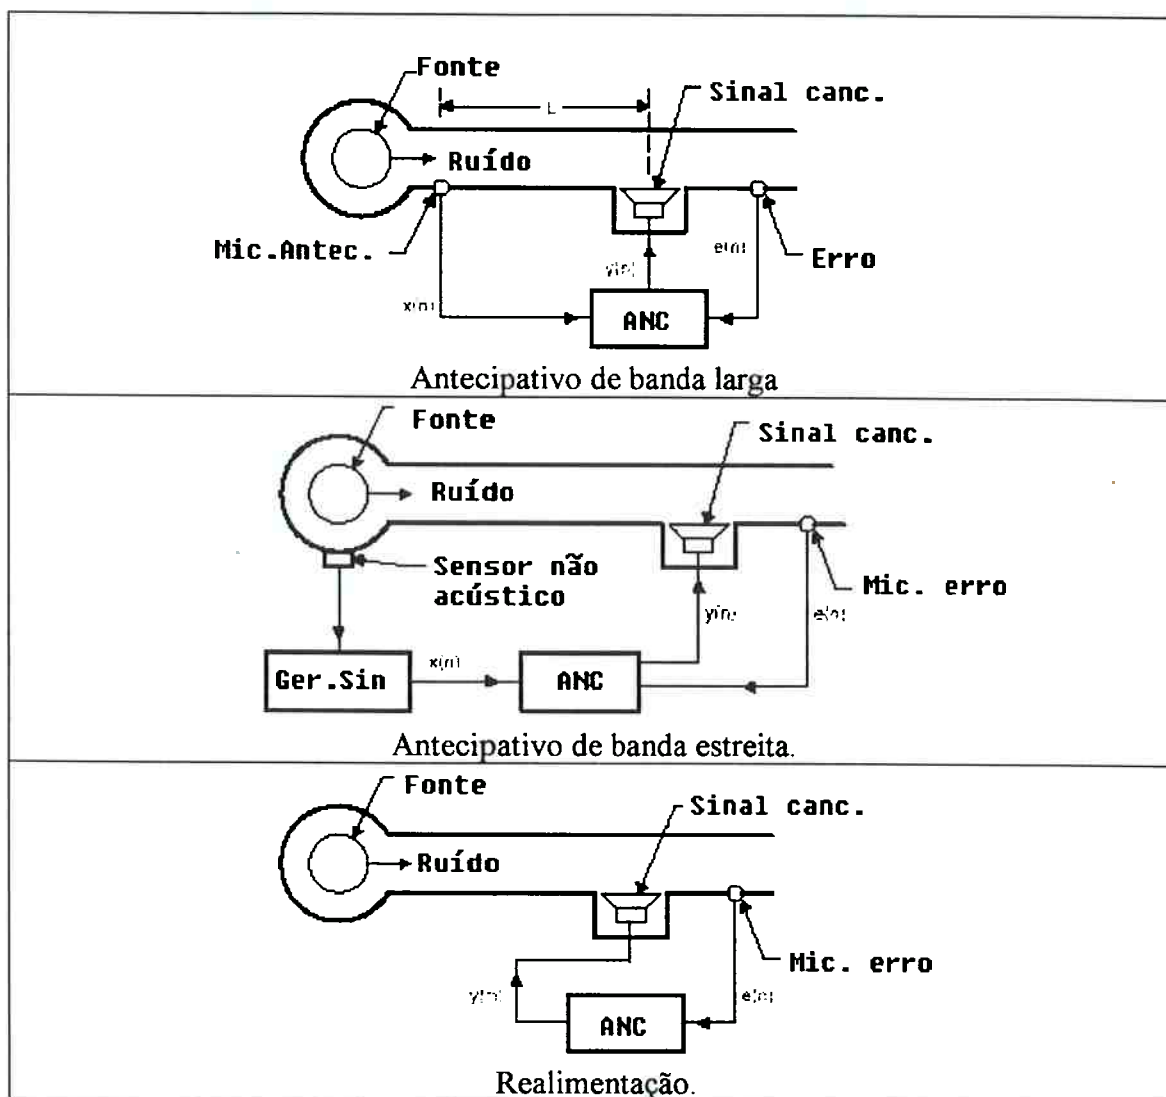 Fonte
L
Sinal canc.
Ruído
Mic.Antec.
e(n)
Erro
y(n)
x(n)
ANC
Antecipativo de banda larga
Fonte
Sinal canc.
Ruído
Sensor não
acústico
Mic. erro
y(n)
e(n)
x(n)
Ger.Sin
ANC
Antecipativo de banda estreita.
Fonte
Sinal canc.
Ruído
Mic. erro
y(n)
e(n)
ANC
Realimentação.